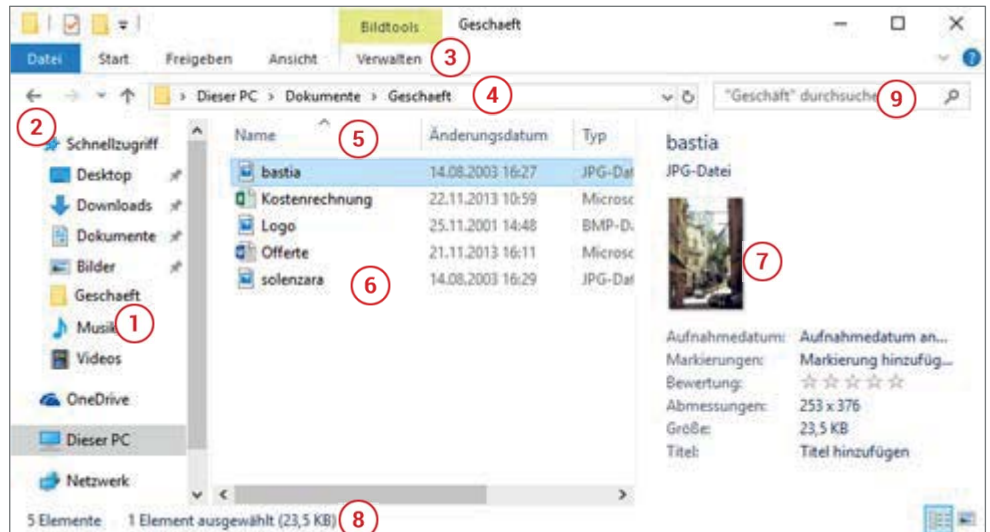 Bildtools Geschaeft
Datei Start Freigeben Ansicht Verwalten 3
Dieser PC > Dokumente > Geschaeft 4 "Geschäft" durchsuche 9
2
Schnellzugriff
Desktop
Downloads
Dokumente
Bilder
Geschaeft
Musik 1
Videos
OneDrive
Dieser PC
Netzwerk
Name 5 Änderungsdatum Typ
bastia 14.08.2003 16:27 JPG-Dat
Kostenrechnung 22.11.2013 10:59 Microsc
Logo 25.11.2001 14:48 BMP-D
Offerte 21.11.2013 16:11 Microsc
solenzara 6 14.08.2003 16:29 JPG-Dat
bastia
JPG-Datei
7
Aufnahmedatum: Aufnahmedatum an...
Markierungen: Markierung hinzufüg...
Bewertung:
Abmessungen: 253 x 376
Größe: 23,5 KB
Titel: Titel hinzufügen
5 Elemente 1 Element ausgewählt (23,5 KB) 8